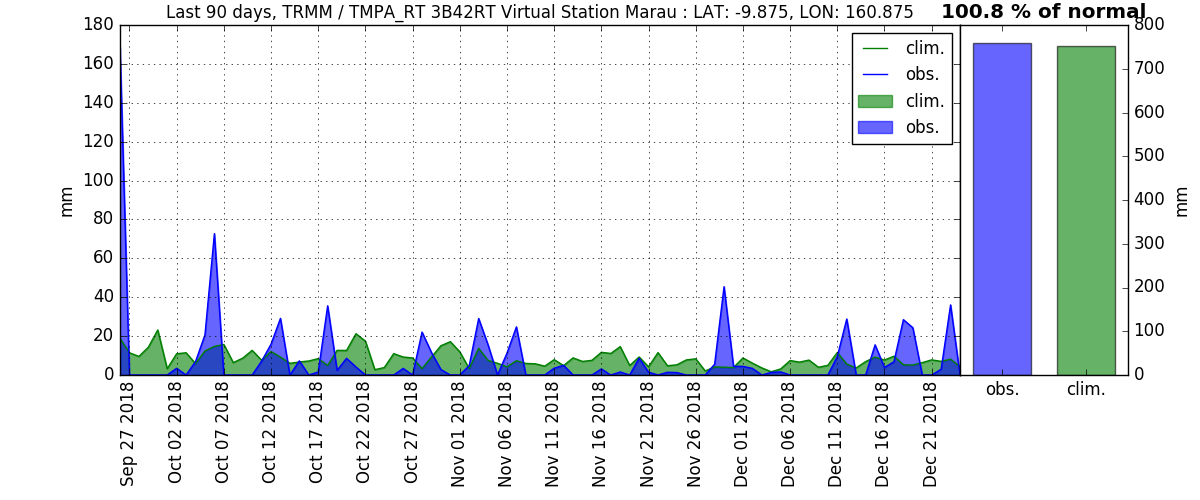 Last 90 days, TRMM / TMPA_RT 3B42RT Virtual Station Marau : LAT: -9.875, LON: 160.875
100.8 % of normal
180
160
140
120
100
80
60
40
20
0
mm
clim.
obs.
clim.
obs.
Sep 27 2018
Oct 02 2018
Oct 07 2018
Oct 12 2018
Oct 17 2018
Oct 22 2018
Oct 27 2018
Nov 01 2018
Nov 06 2018
Nov 11 2018
Nov 16 2018
Nov 21 2018
Nov 26 2018
Dec 01 2018
Dec 06 2018
Dec 11 2018
Dec 16 2018
Dec 21 2018
800
700
600
500
400
300
200
100
0
mm
obs.
clim.